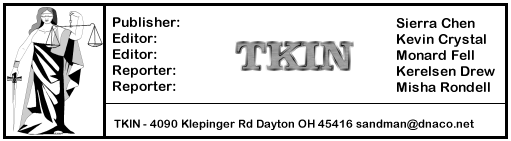 Publisher: Sierra Chen
Editor: Kevin Crystal
Editor: TKIN Monard Fell
Reporter: Kerelsen Drew
Reporter: Misha Rondell
TKIN - 4090 Klepinger Rd Dayton OH 45416 sandman@dnaco.net